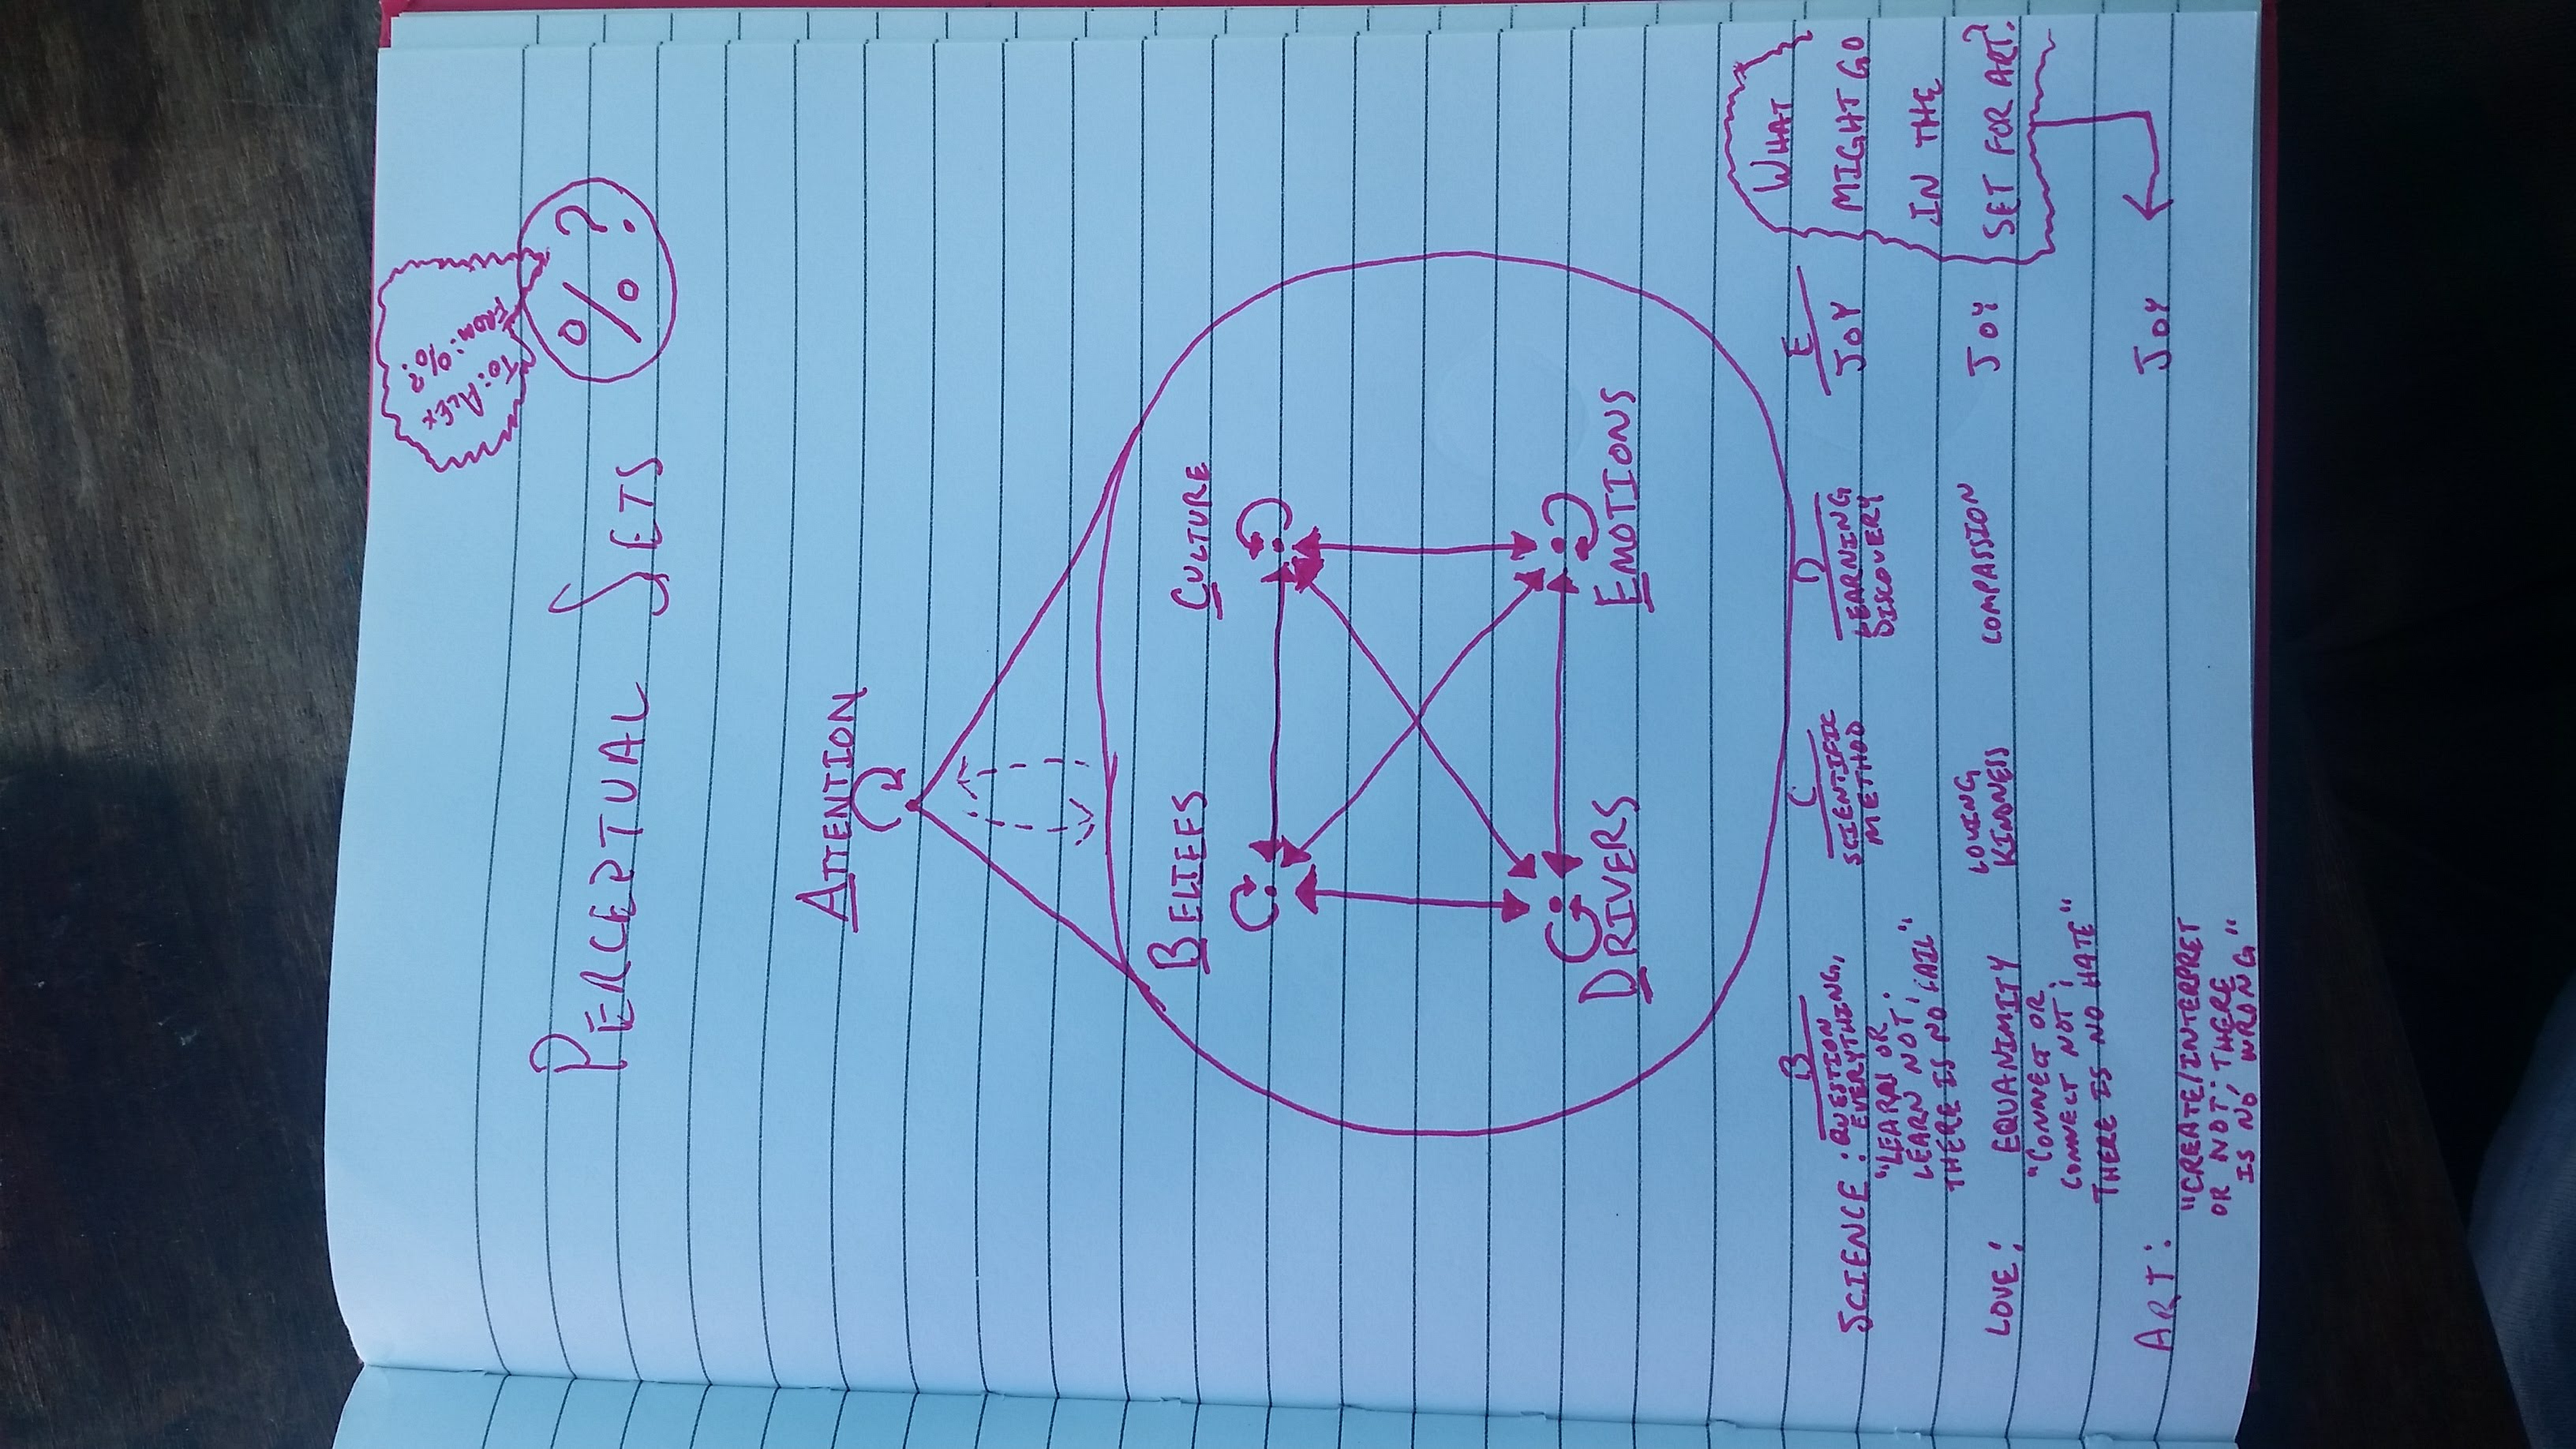 To: ALEX
FROM: %?
PERCEPTUAL SETS
% ?
ATTENTION
BELIEFS
CULTURE
DRIVERS
EMOTIONS
B
C
D
E
SCIENCE:
QUESTION
EVERYTHING,
"LEARN OR
LEARN NOT;
THERE IS NO FAIL"
SCIENTIFIC
METHOD
LEARNING
DISCOVERY
JOY
LOVE:
EQUANIMITY
"CONNECT OR
CONNECT NOT;
THERE IS NO HATE"
LOVING
KINDNESS
COMPASSION
JOY
ART:
"CREATE/INTERPRET
OR NOT; THERE
IS NO WRONG"
JOY
WHAT
MIGHT GO
IN THE
SET FOR ART?